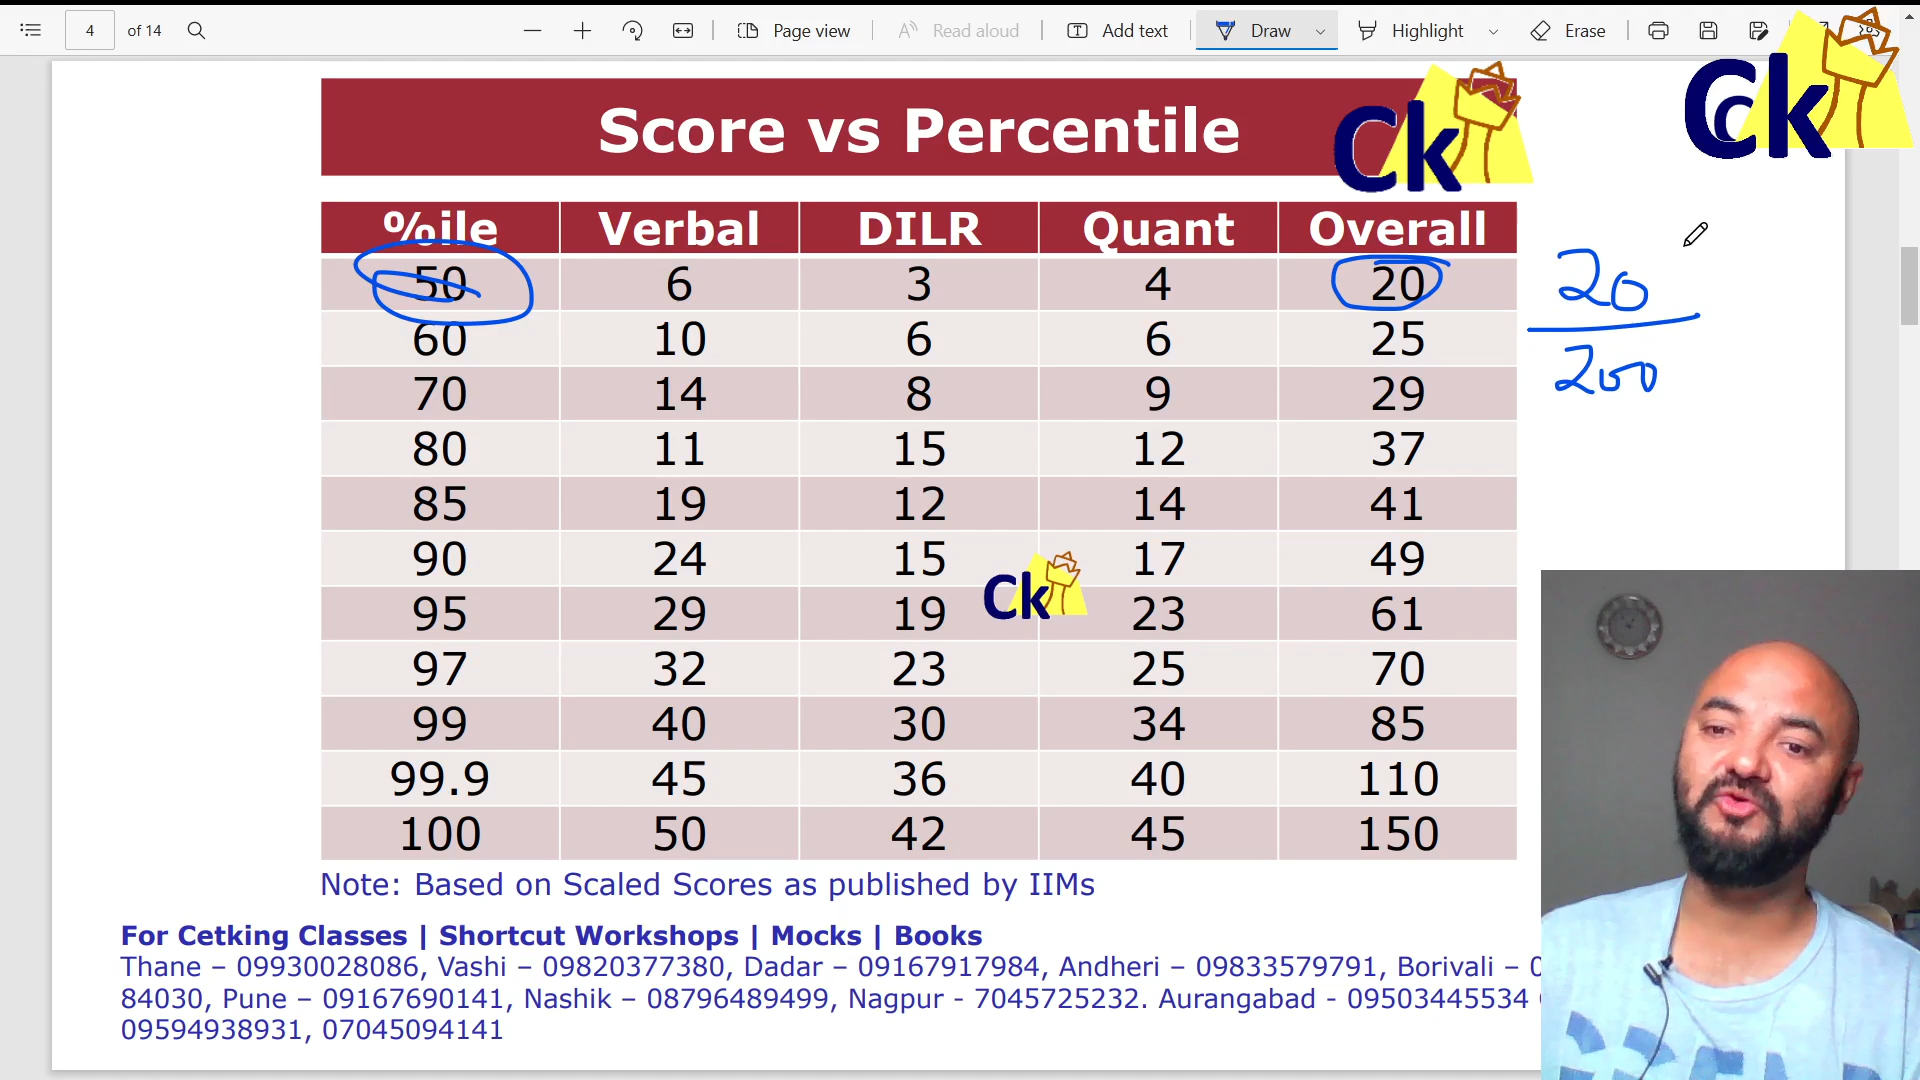 4 of 14 Page view Read aloud Add text Draw Highlight Erase
Score vs Percentile
Ck
Ck
%ile Verbal DILR Quant Overall
50 6 3 4 20
60 10 6 6 25
70 14 8 9 29
80 11 15 12 37
85 19 12 14 41
90 24 15 17 49
95 29 19 23 61
97 32 23 25 70
99 40 30 34 85
99.9 45 36 40 110
100 50 42 45 150
20
200
Ck
Note: Based on Scaled Scores as published by IIMs
For Cetking Classes | Shortcut Workshops | Mocks | Books
Thane – 09930028086, Vashi – 09820377380, Dadar – 09167917984, Andheri – 09833579791, Borivali – 0
84030, Pune – 09167690141, Nashik – 08796489499, Nagpur - 7045725232. Aurangabad - 09503445534
09594938931, 07045094141